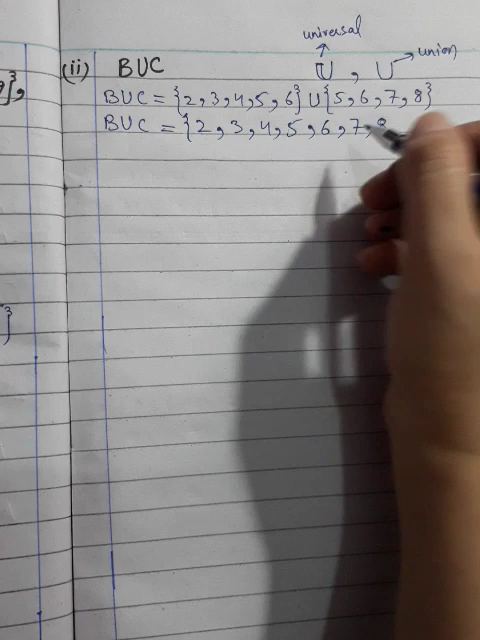 universal
U , U → union
(ii) BUC
BUC = {2,3,4,5,6} U {5,6,7,8}
BUC = {2,3,4,5,6,7,8